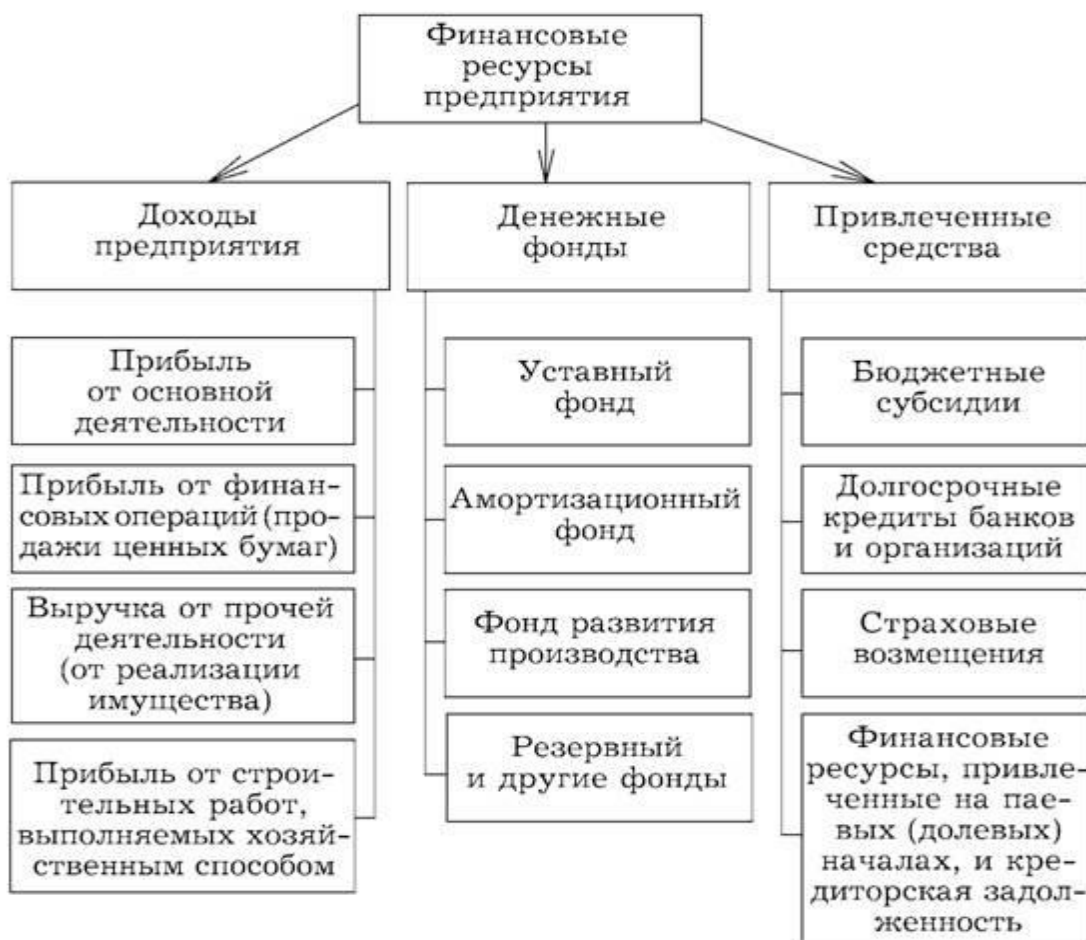 Финансовые
ресурсы
предприятия
Доходы
предприятия
Прибыль
от основной
деятельности
Прибыль от финан-
совых операций (про-
дажи ценных бумаг)
Выручка от прочей
деятельности
(от реализации
имущества)
Прибыль от строи-
тельных работ,
выполняемых хозяй-
ственным способом
Денежные
фонды
Уставный
фонд
Амортизационный
фонд
Фонд развития
производства
Резервный
и другие фонды
Привлеченные
средства
Бюджетные
субсидии
Долгосрочные
кредиты банков
и организаций
Страховые
возмещения
Финансовые
ресурсы, привле-
ченные на пае-
вых (долевых)
началах, и кре-
диторская задол-
женность